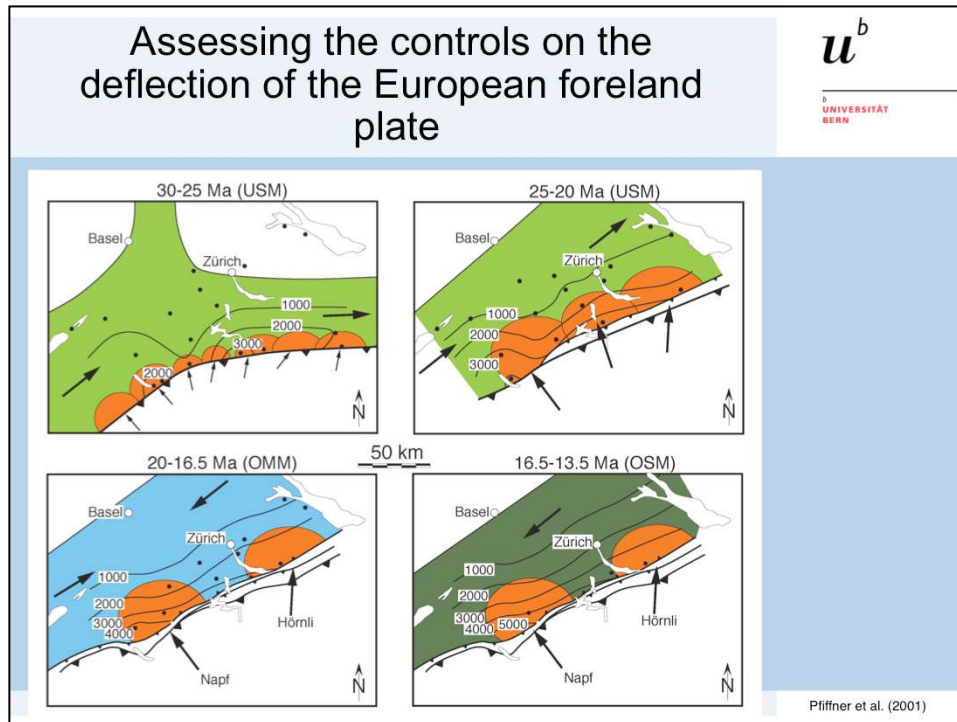 Assessing the controls on the
deflection of the European foreland
plate
u b
b
UNIVERSITÄT
BERN
30-25 Ma (USM)
Basel
Zürich
1000
2000
3000
2000
N
25-20 Ma (USM)
Basel
Zürich
1000
2000
3000
N
50 km
20-16.5 Ma (OMM)
Basel
Zürich
1000
2000
3000
4000
Hörnli
Napf
N
16.5-13.5 Ma (OSM)
Basel
Zürich
1000
2000
3000
4000
5000
Hörnli
Napf
N
Pfiffner et al. (2001)